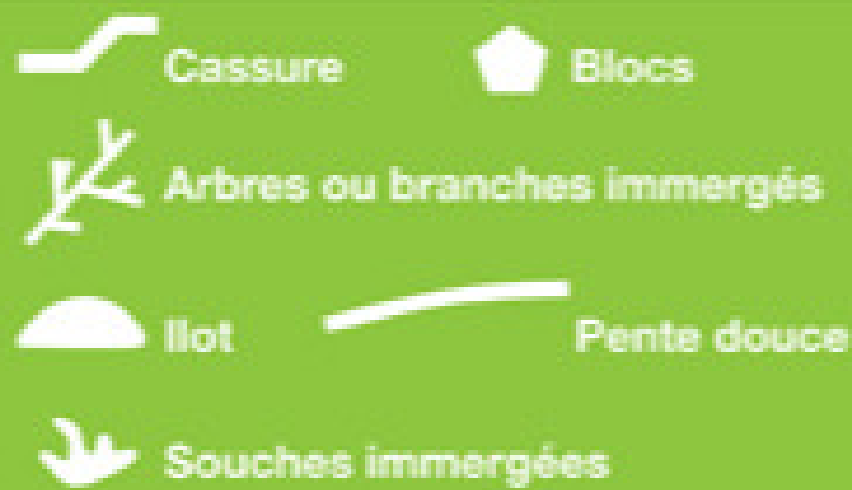 Cassure Blocs
Arbres ou branches immergés
Ilot Pente douce
Souches immergées